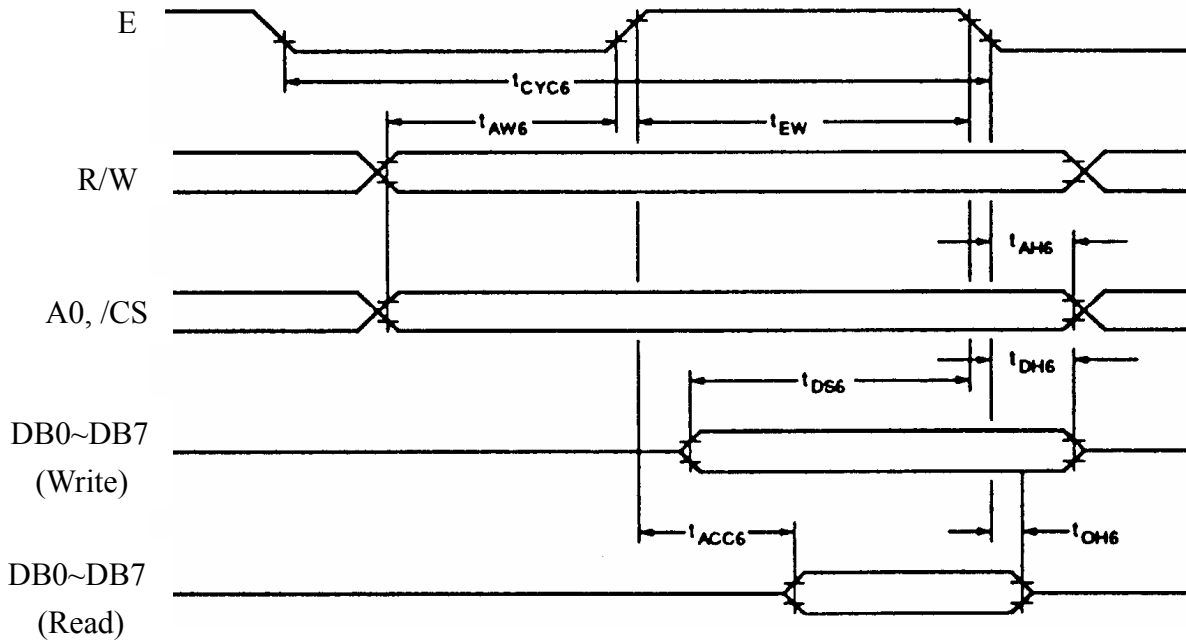 E
tCYC6
tAW6
tEW
R/W
tAH6
A0, /CS
tDH6
tDS6
DB0~DB7
(Write)
tACC6
tOH6
DB0~DB7
(Read)